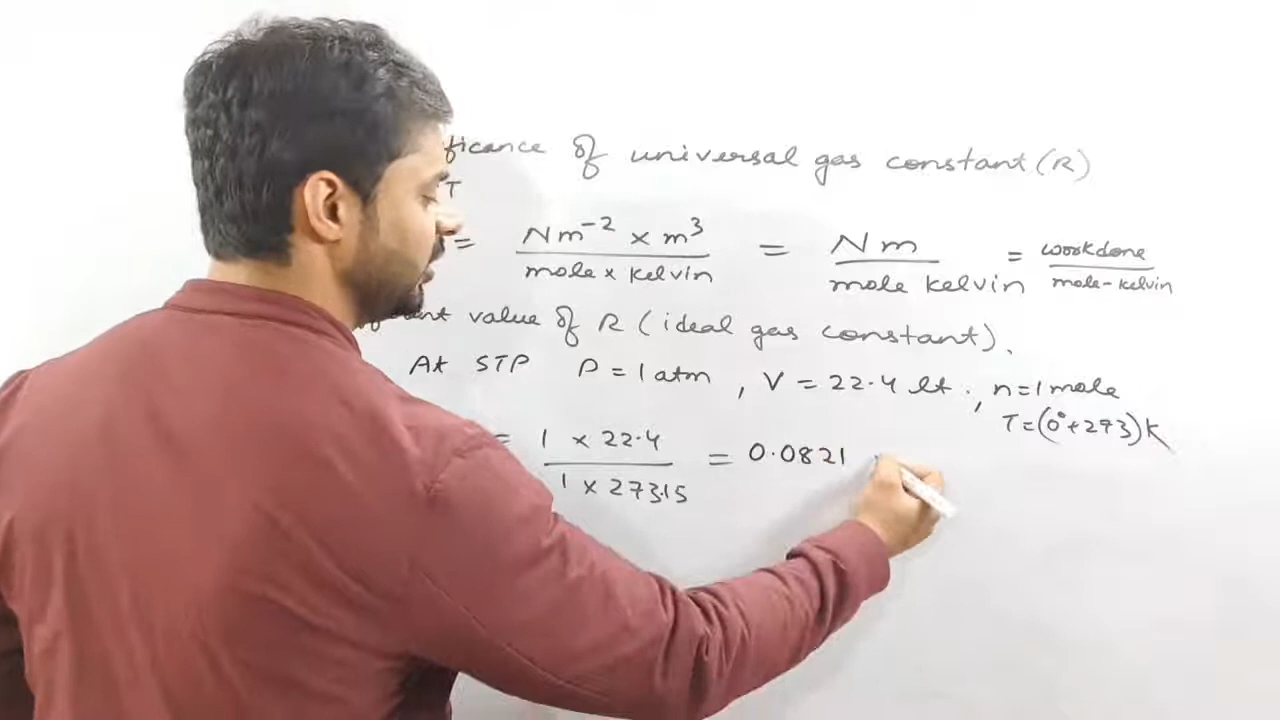 of universal gas constant (R)
T
= Nm⁻² × m³ / mole × kelvin = Nm / mole kelvin = workdone / mole-kelvin
value of R (ideal gas constant).
At STP P = 1 atm , V = 22.4 lt. , n = 1 mole
T = (0° + 273) K
= 1 × 22.4 / 1 × 273.15 = 0.0821